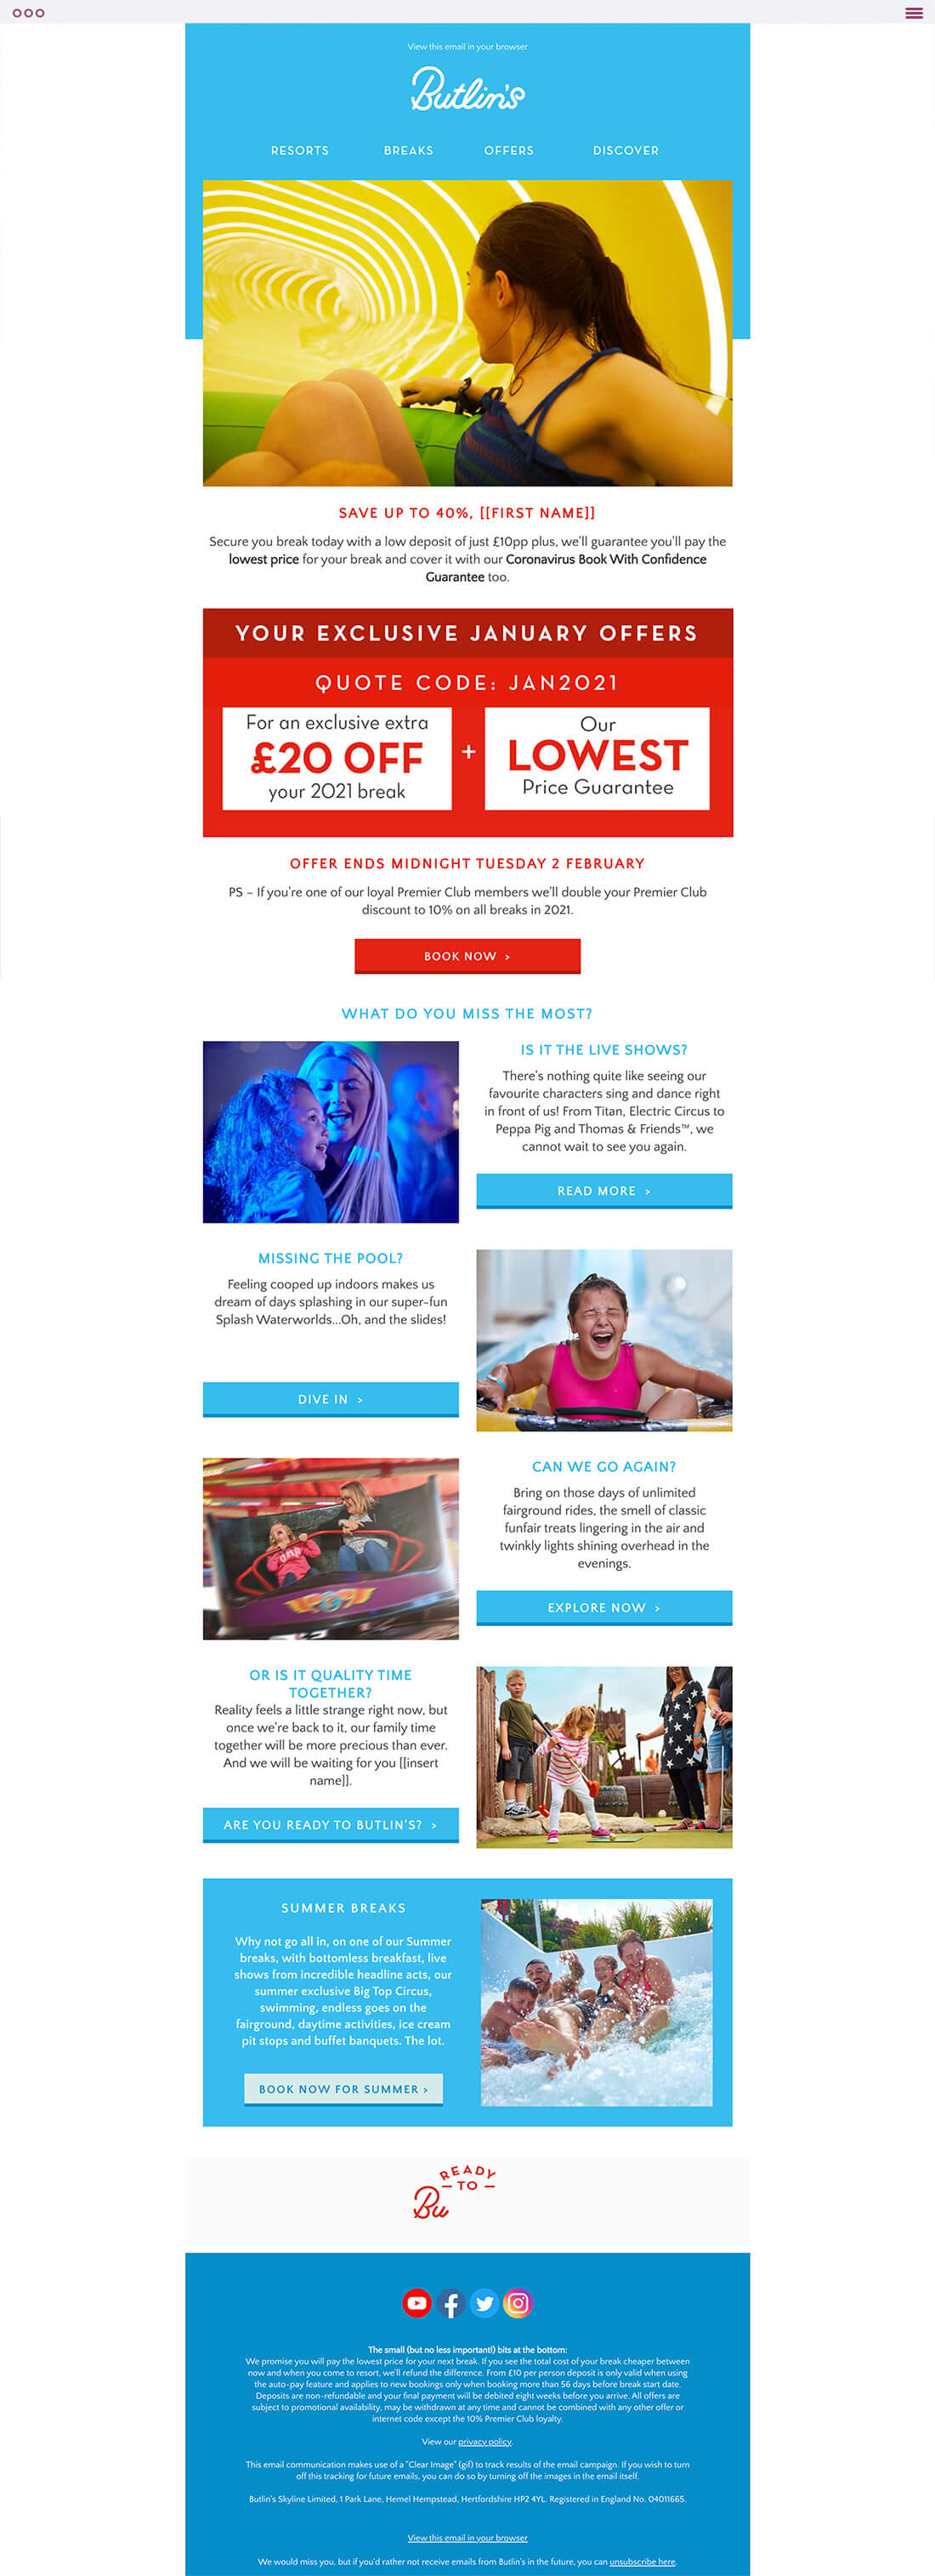 View this email in your browser
Butlin's
RESORTS BREAKS OFFERS DISCOVER
SAVE UP TO 40%, [[FIRST NAME]]
Secure you break today with a low deposit of just £10pp plus, we'll guarantee you'll pay the
lowest price for your break and cover it with our Coronavirus Book With Confidence
Guarantee too.
YOUR EXCLUSIVE JANUARY OFFERS
QUOTE CODE: JAN2021
For an exclusive extra
£20 OFF
your 2021 break
+
Our
LOWEST
Price Guarantee
OFFER ENDS MIDNIGHT TUESDAY 2 FEBRUARY
PS – If you're one of our loyal Premier Club members we'll double your Premier Club
discount to 10% on all breaks in 2021.
BOOK NOW >
WHAT DO YOU MISS THE MOST?
IS IT THE LIVE SHOWS?
There's nothing quite like seeing our
favourite characters sing and dance right
in front of us! From Titan, Electric Circus to
Peppa Pig and Thomas & Friends™, we
cannot wait to see you again.
READ MORE >
MISSING THE POOL?
Feeling cooped up indoors makes us
dream of days splashing in our super-fun
Splash Waterworlds...Oh, and the slides!
DIVE IN >
CAN WE GO AGAIN?
Bring on those days of unlimited
fairground rides, the smell of classic
funfair treats lingering in the air and
twinkly lights shining overhead in the
evenings.
EXPLORE NOW >
OR IS IT QUALITY TIME
TOGETHER?
Reality feels a little strange right now, but
once we're back to it, our family time
together will be more precious than ever.
And we will be waiting for you [[insert
name]].
ARE YOU READY TO BUTLIN'S? >
SUMMER BREAKS
Why not go all in, on one of our Summer
breaks, with bottomless breakfast, live
shows from incredible headline acts, our
summer exclusive Big Top Circus,
swimming, endless goes on the
fairground, daytime activities, ice cream
pit stops and buffet banquets. The lot.
BOOK NOW FOR SUMMER >
READY
– TO –
Bu
The small (but no less important!) bits at the bottom:
We promise you will pay the lowest price for your next break. If you see the total cost of your break cheaper between
now and when you come to resort, we'll refund the difference. From £10 per person deposit is only valid when using
the auto-pay feature and applies to new bookings only when booking more than 56 days before break start date.
Deposits are non-refundable and your final payment will be debited eight weeks before you arrive. All offers are
subject to promotional availability, may be withdrawn at any time and cannot be combined with any other offer or
internet code except the 10% Premier Club loyalty.
View our privacy policy.
This email communication makes use of a "Clear Image" (gif) to track results of the email campaign. If you wish to turn
off this tracking for future emails, you can do so by turning off the images in the email itself.
Butlin's Skyline Limited, 1 Park Lane, Hemel Hempstead, Hertfordshire HP2 4YL. Registered in England No. 04011665.
View this email in your browser
We would miss you, but if you'd rather not receive emails from Butlin's in the future, you can unsubscribe here.